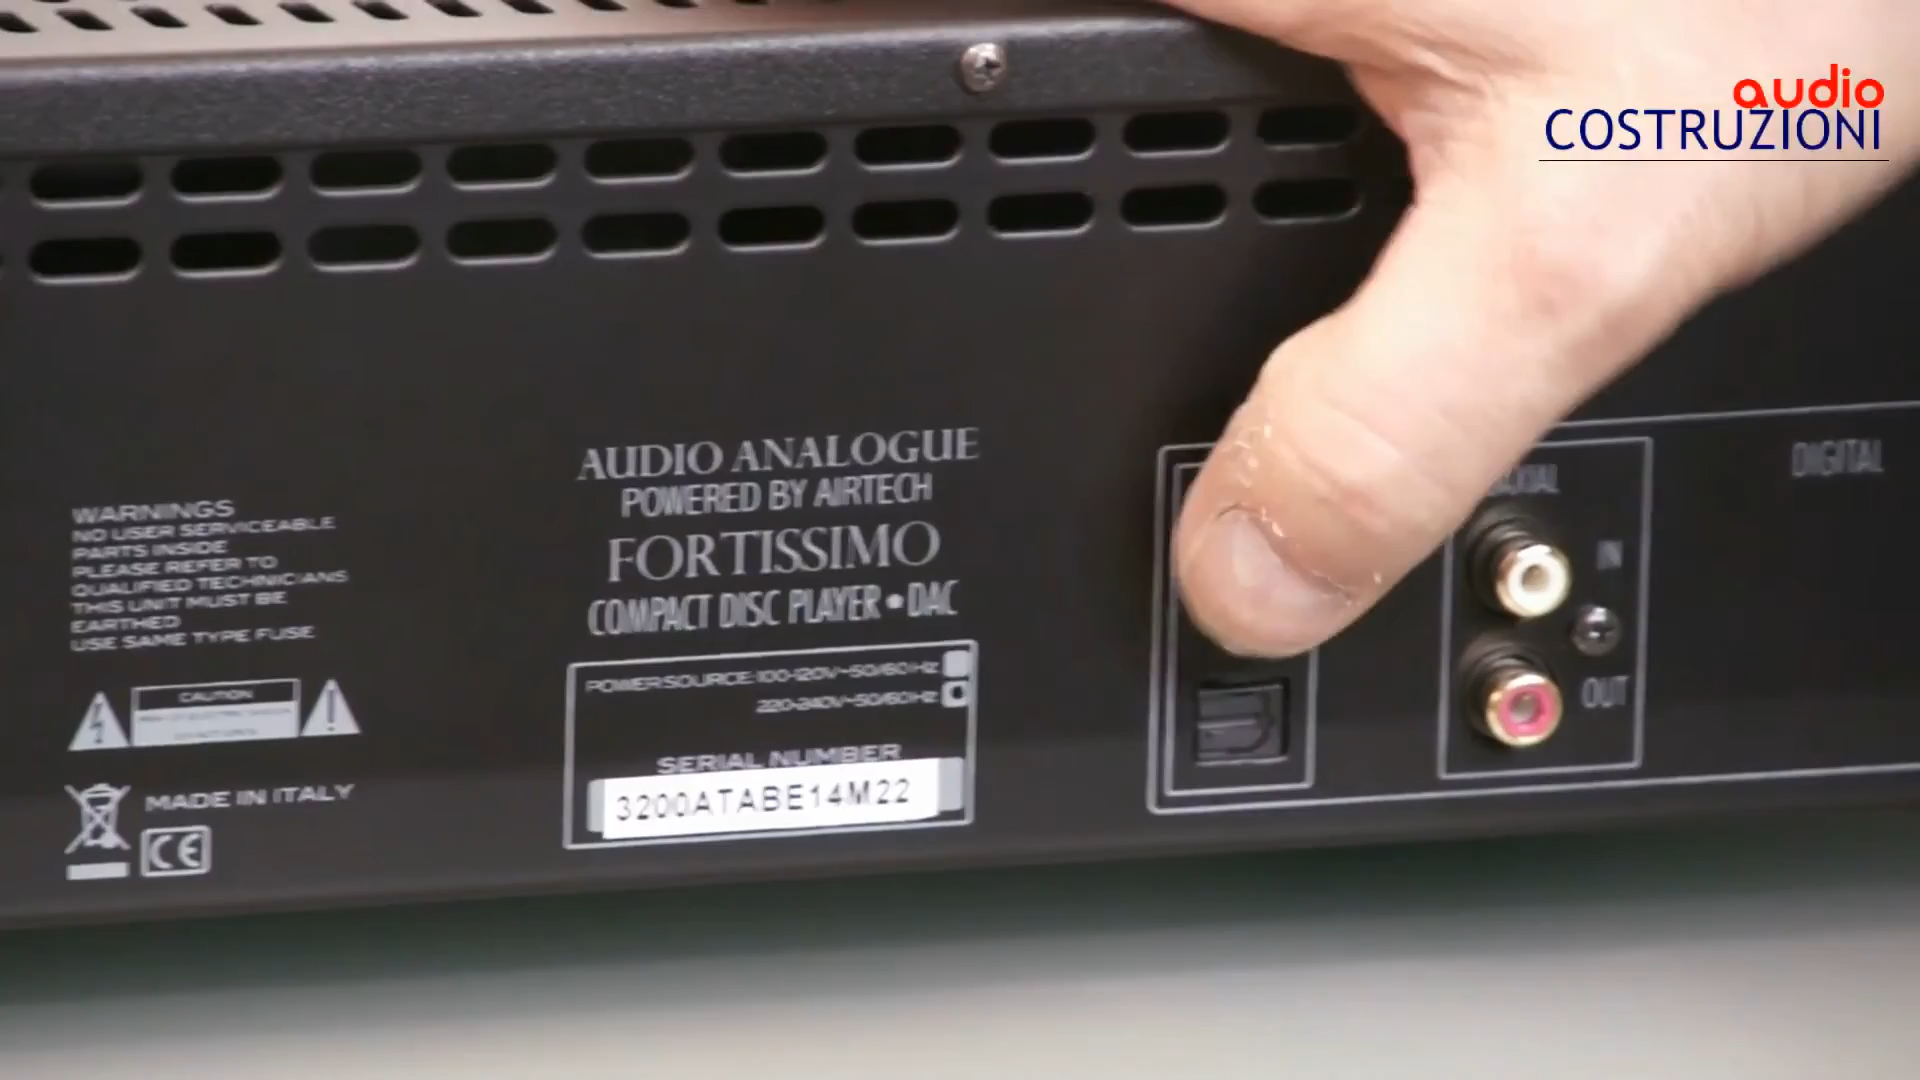 audio
COSTRUZIONI
DIGITAL
AUDIO ANALOGUE
POWERED BY AIRTECH
FORTISSIMO
COMPACT DISC PLAYER • DAC
WARNINGS
NO USER SERVICEABLE
PARTS INSIDE
PLEASE REFER TO
QUALIFIED TECHNICIANS
THIS UNIT MUST BE
EARTHED
USE SAME TYPE FUSE
IN
OUT
POWER SOURCE: 100-120V~50/60Hz
220-240V~50/60Hz
SERIAL NUMBER
3200ATABE14M22
CAUTION
MADE IN ITALY
CE